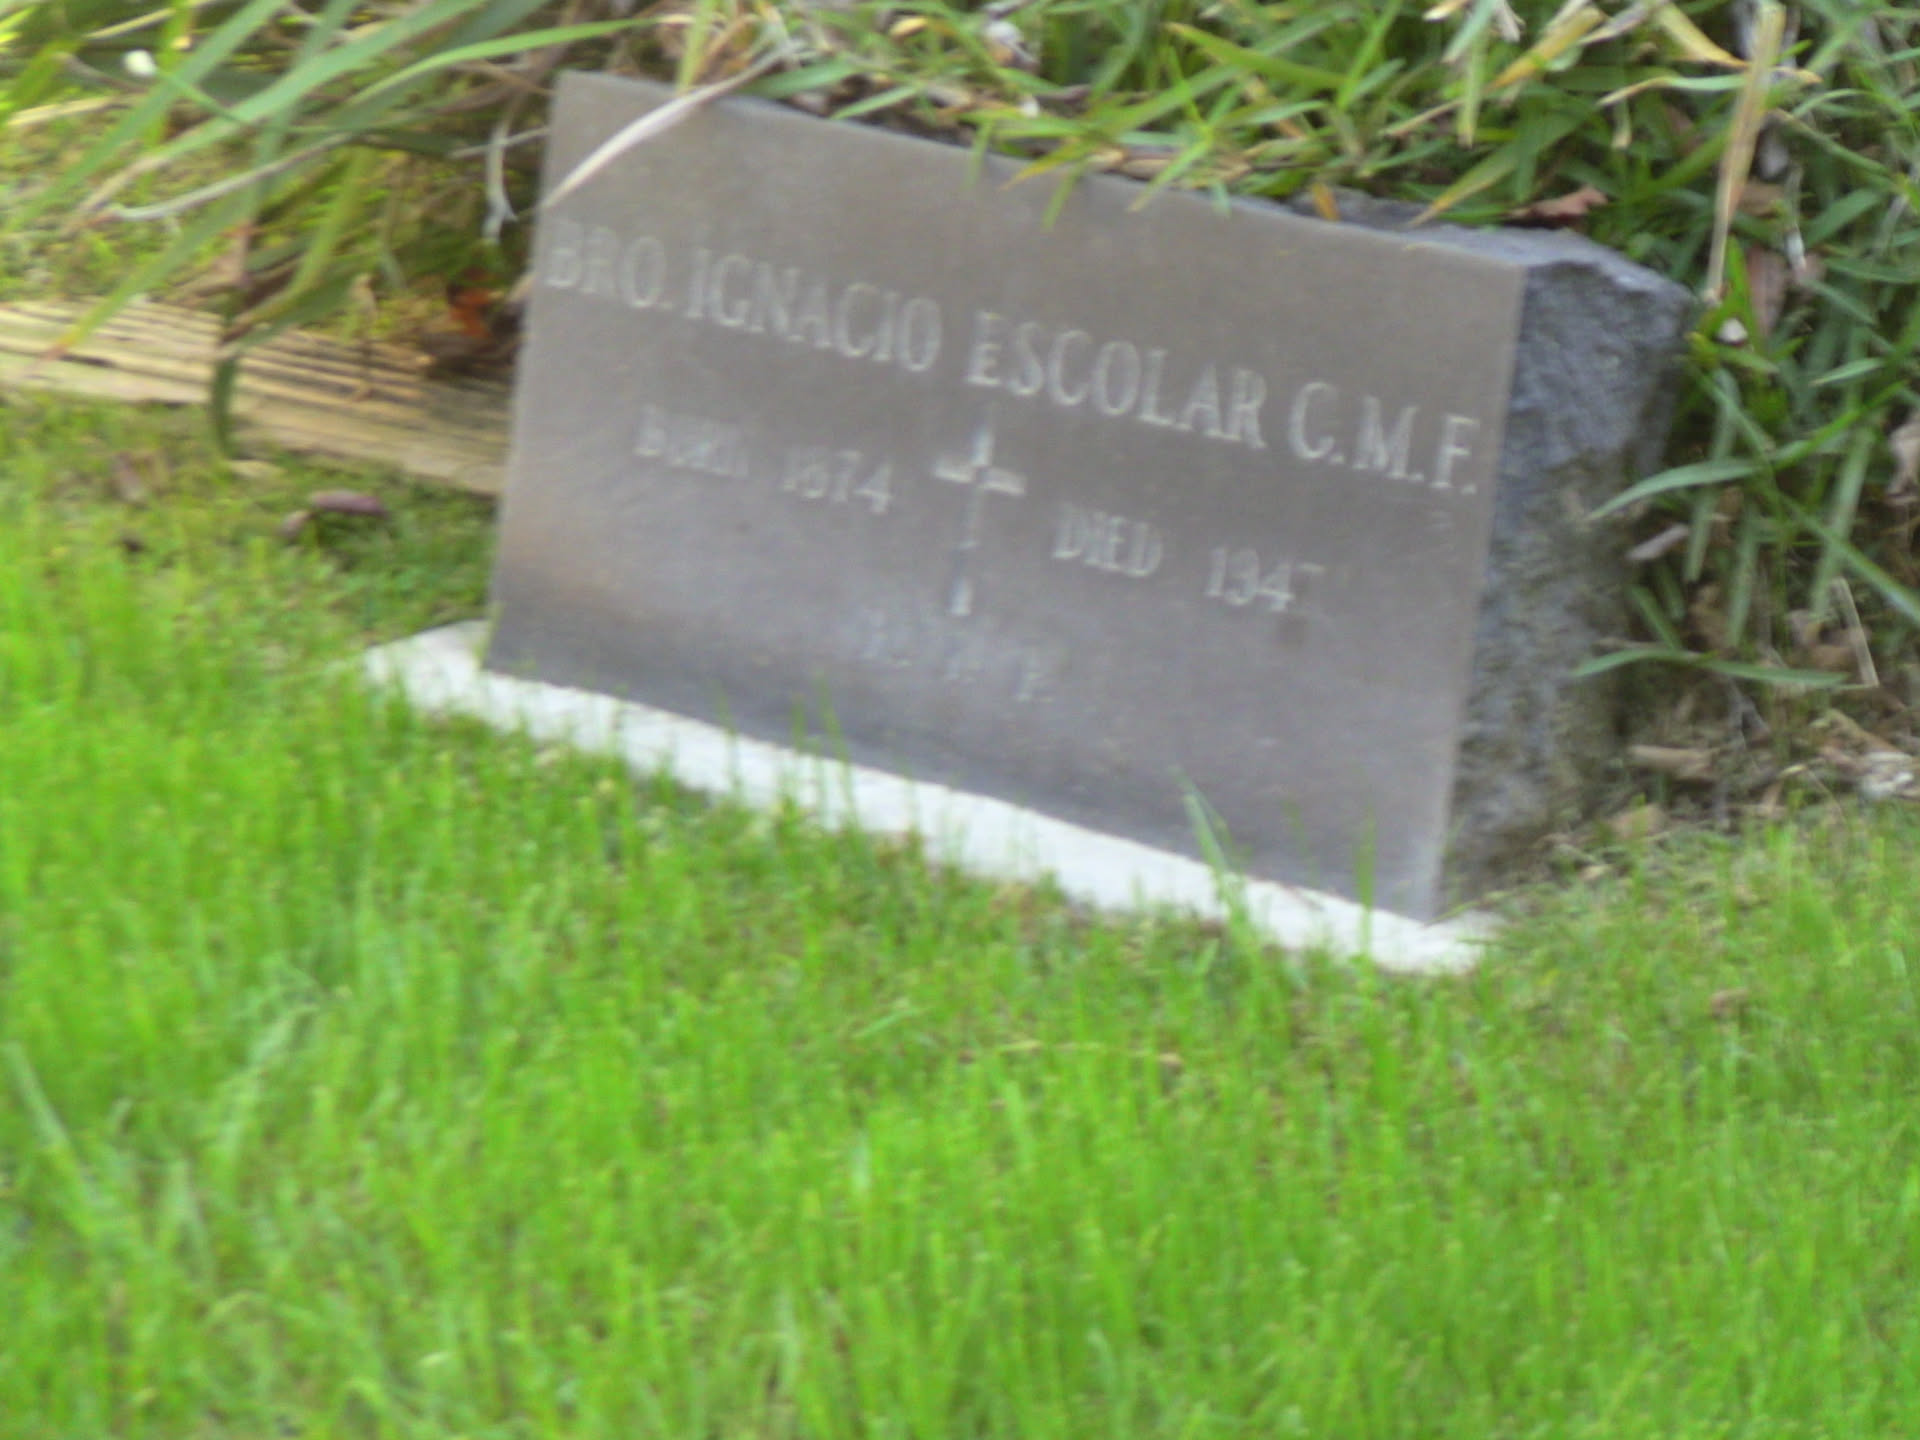 BRO. IGNACIO ESCOLAR C.M.F.
BORN 1874 DIED
R. I. P.